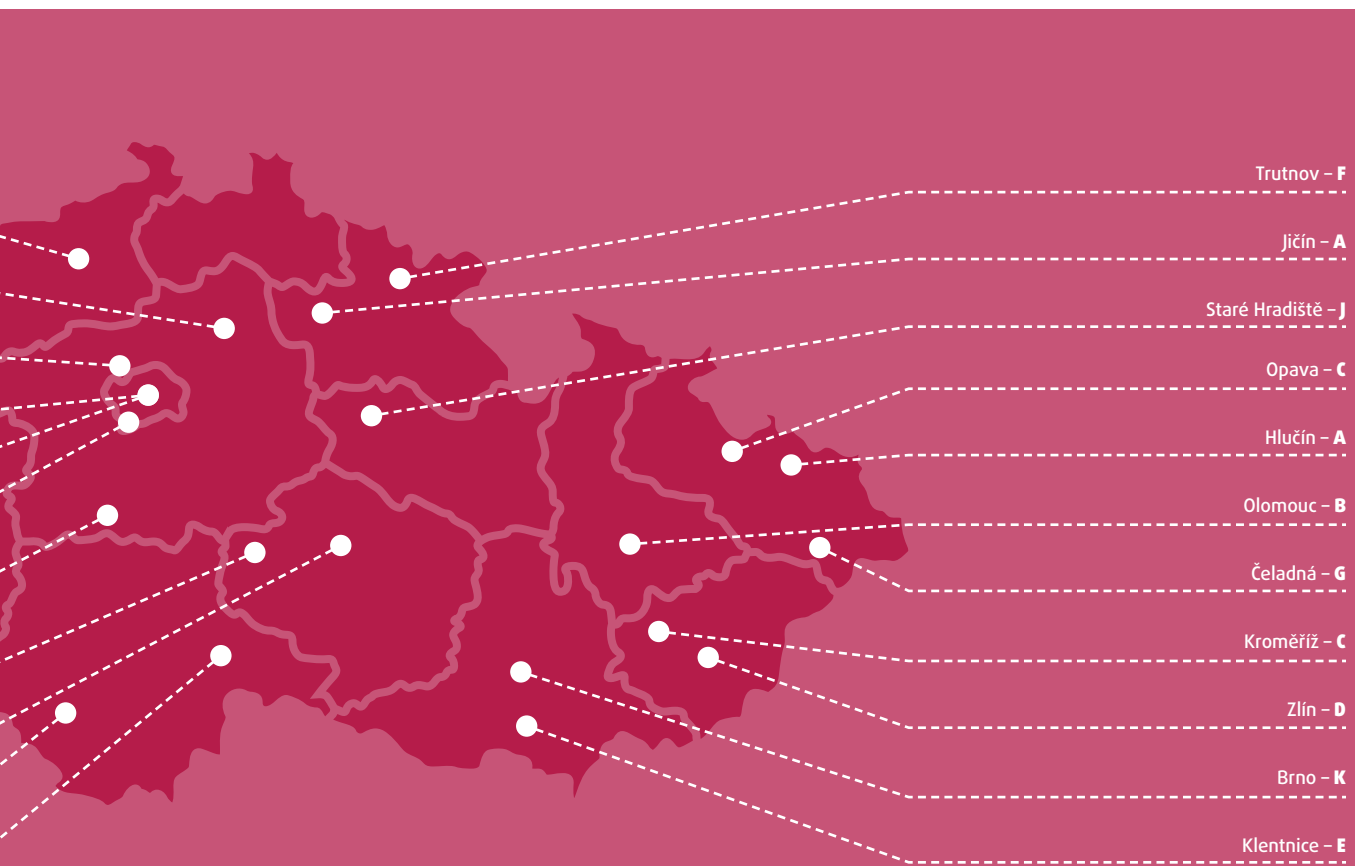 Trutnov – F
Jičín – A
Staré Hradiště – J
Opava – C
Hlučín – A
Olomouc – B
Čeladná – G
Kroměříž – C
Zlín – D
Brno – K
Klentnice – E